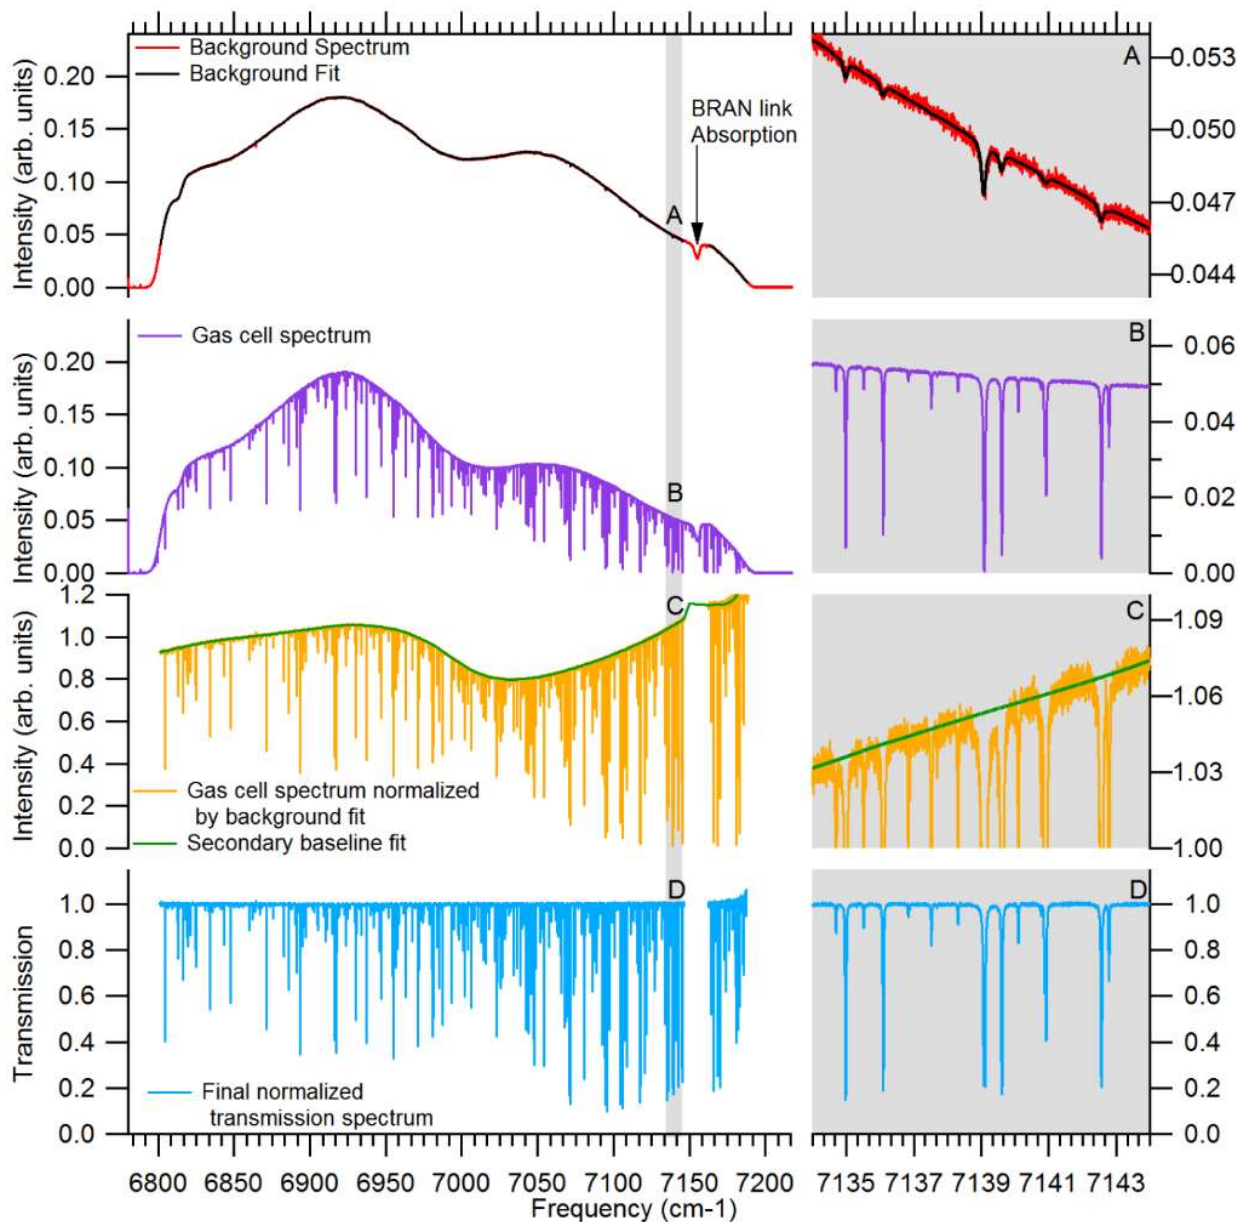 Background Spectrum
Background Fit
BRAN link
Absorption
A
Intensity (arb. units)
0.20
0.15
0.10
0.05
0.00
A
0.053
0.050
0.047
0.044
Gas cell spectrum
B
Intensity (arb. units)
0.20
0.15
0.10
0.05
0.00
B
0.06
0.04
0.02
0.00
C
Intensity (arb. units)
1.2
1.0
0.8
0.6
0.4
0.2
0.0
Gas cell spectrum normalized
by background fit
Secondary baseline fit
C
1.09
1.06
1.03
1.00
D
Transmission
1.0
0.8
0.6
0.4
0.2
0.0
Final normalized
transmission spectrum
D
1.0
0.8
0.6
0.4
0.2
0.0
6800 6850 6900 6950 7000 7050 7100 7150 7200
7135 7137 7139 7141 7143
Frequency (cm-1)